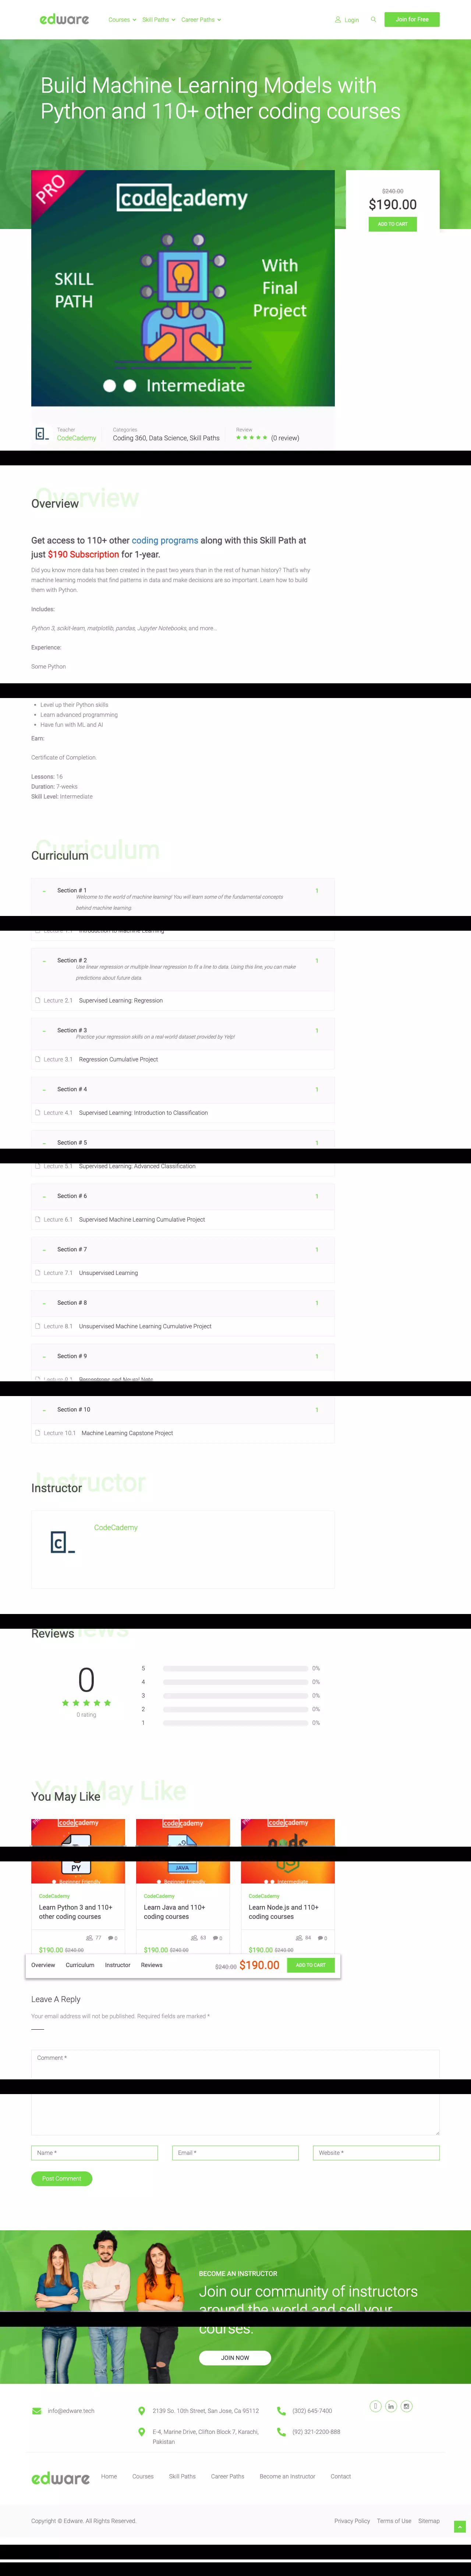 edware
Courses Skill Paths Career Paths
Login
Join for Free
Build Machine Learning Models with
Python and 110+ other coding courses
PRO
codecademy
SKILL
PATH
With
Final
Project
Intermediate
$240.00
$190.00
ADD TO CART
Teacher
CodeCademy
Categories
Coding 360, Data Science, Skill Paths
Review
(0 review)
Overview
Overview
Get access to 110+ other coding programs along with this Skill Path at
just $190 Subscription for 1-year.
Did you know more data has been created in the past two years than in the rest of human history? That's why
machine learning models that find patterns in data and make decisions are so important. Learn how to build
them with Python.
Includes:
Python 3, scikit-learn, matplotlib, pandas, Jupyter Notebooks, and more...
Experience:
Some Python
Level up their Python skills
Learn advanced programming
Have fun with ML and AI
Earn:
Certificate of Completion.
Lessons: 16
Duration: 7-weeks
Skill Level: Intermediate
Curriculum
Curriculum
Section # 1 1
Welcome to the world of machine learning! You will learn some of the fundamental concepts
behind machine learning.
Lecture 1.1 Introduction to Machine Learning
Section # 2 1
Use linear regression or multiple linear regression to fit a line to data. Using this line, you can make
predictions about future data.
Lecture 2.1 Supervised Learning: Regression
Section # 3 1
Practice your regression skills on a real-world dataset provided by Yelp!
Lecture 3.1 Regression Cumulative Project
Section # 4 1
Lecture 4.1 Supervised Learning: Introduction to Classification
Section # 5 1
Lecture 5.1 Supervised Learning: Advanced Classification
Section # 6 1
Lecture 6.1 Supervised Machine Learning Cumulative Project
Section # 7 1
Lecture 7.1 Unsupervised Learning
Section # 8 1
Lecture 8.1 Unsupervised Machine Learning Cumulative Project
Section # 9 1
Section # 10 1
Lecture 10.1 Machine Learning Capstone Project
Instructor
Instructor
CodeCademy
Reviews
0
0 rating
5 0%
4 0%
3 0%
2 0%
1 0%
You May Like
You May Like
codecademy
PY
Beginner Friendly
codecademy
JAVA
Beginner Friendly
codecademy
Intermediate
CodeCademy
Learn Python 3 and 110+
other coding courses
77 0
$190.00 $240.00
CodeCademy
Learn Java and 110+
coding courses
63 0
$190.00 $240.00
CodeCademy
Learn Node.js and 110+
coding courses
84 0
$190.00 $240.00
Overview Curriculum Instructor Reviews
$240.00 $190.00 ADD TO CART
Leave A Reply
Your email address will not be published. Required fields are marked *
Comment *
Name *
Email *
Website *
Post Comment
BECOME AN INSTRUCTOR
Join our community of instructors
around the world and sell your
courses.
JOIN NOW
info@edware.tech
2139 So. 10th Street, San Jose, Ca 95112
(302) 645-7400
E-4, Marine Drive, Clifton Block 7, Karachi,
Pakistan
(92) 321-2200-888
edware
Home Courses Skill Paths Career Paths Become an Instructor Contact
Copyright © Edware. All Rights Reserved.
Privacy Policy Terms of Use Sitemap